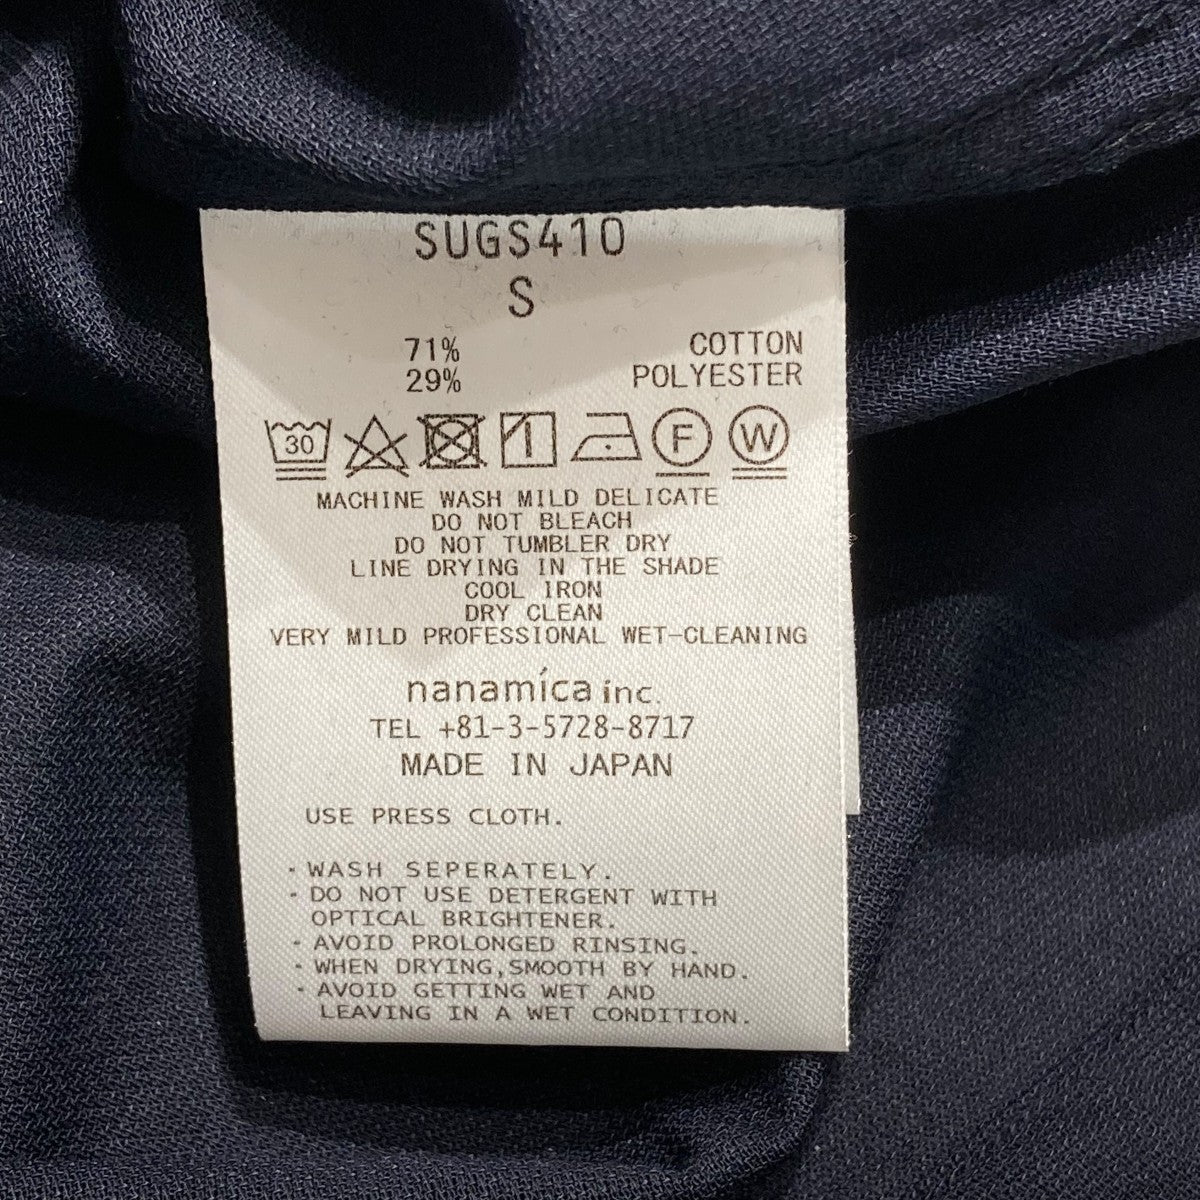 SUGS410
S
71% COTTON
29% POLYESTER
30 1 F W
MACHINE WASH MILD DELICATE
DO NOT BLEACH
DO NOT TUMBLER DRY
LINE DRYING IN THE SHADE
COOL IRON
DRY CLEAN
VERY MILD PROFESSIONAL WET-CLEANING
nanamíca inc.
TEL +81-3-5728-8717
MADE IN JAPAN
USE PRESS CLOTH.
・WASH SEPERATELY.
・DO NOT USE DETERGENT WITH
OPTICAL BRIGHTENER.
・AVOID PROLONGED RINSING.
・WHEN DRYING,SMOOTH BY HAND.
・AVOID GETTING WET AND
LEAVING IN A WET CONDITION.